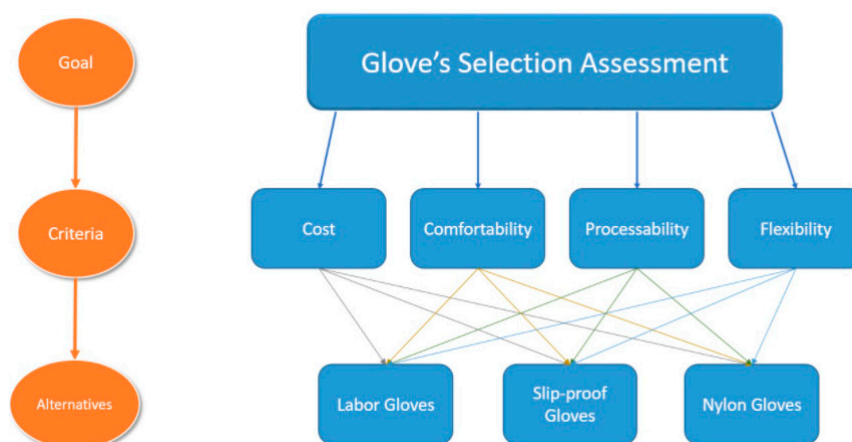 Goal
Glove's Selection Assessment
Criteria
Cost
Comfortability
Processability
Flexibility
Alternatives
Labor Gloves
Slip-proof
Gloves
Nylon Gloves